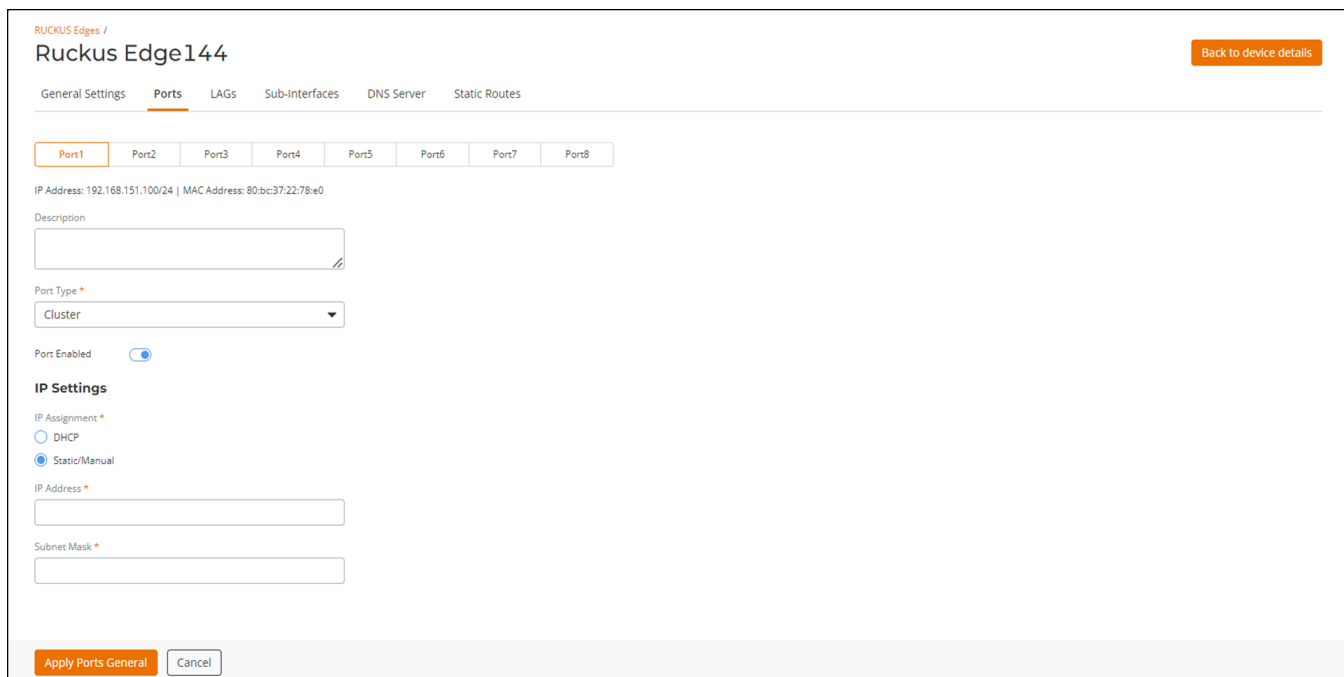 RUCKUS Edges /
Ruckus Edge144
Back to device details
General Settings Ports LAGs Sub-Interfaces DNS Server Static Routes
Port1 Port2 Port3 Port4 Port5 Port6 Port7 Port8
IP Address: 192.168.151.100/24 | MAC Address: 80:bc:37:22:78:e0
Description
Port Type *
Cluster
Port Enabled
IP Settings
IP Assignment *
DHCP
Static/Manual
IP Address *
Subnet Mask *
Apply Ports General Cancel